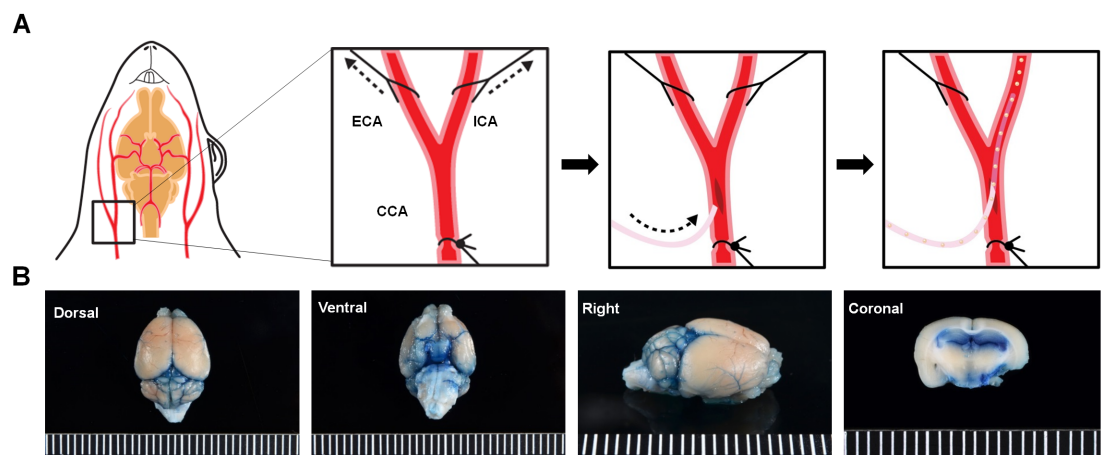 A
ECA
ICA
CCA
B
Dorsal
Ventral
Right
Coronal